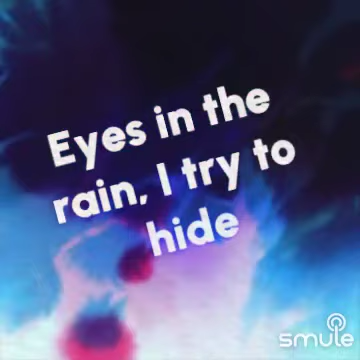 Eyes in the
rain, I try to
hide
smule